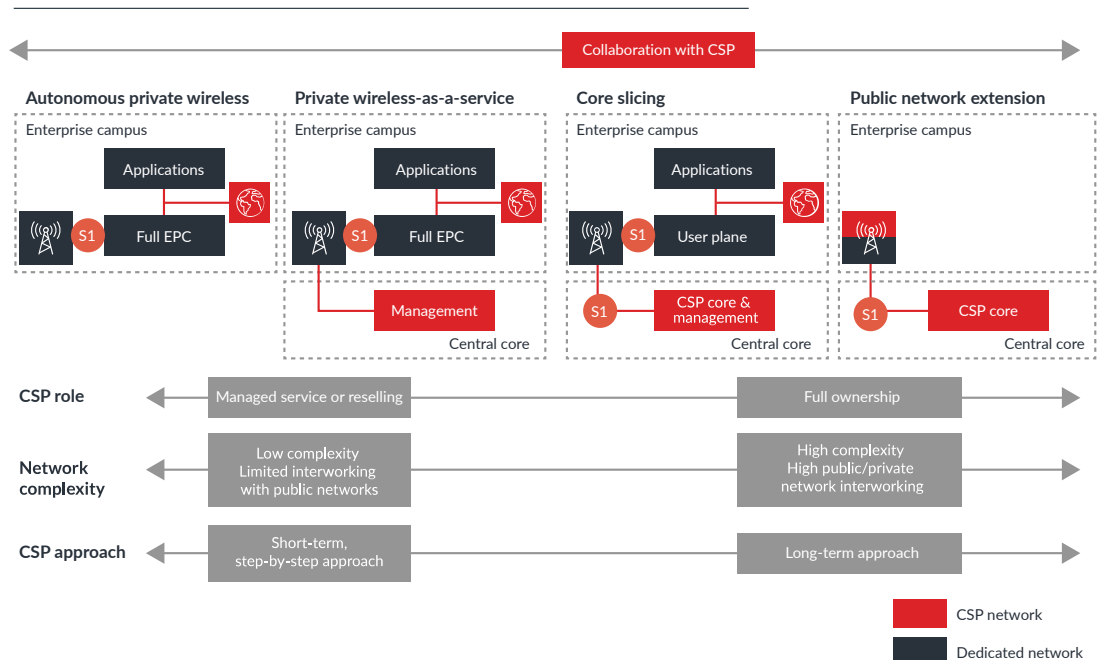 Collaboration with CSP
Autonomous private wireless
Enterprise campus
Applications
S1
Full EPC
Private wireless-as-a-service
Enterprise campus
Applications
S1
Full EPC
Management
Central core
Core slicing
Enterprise campus
Applications
S1
User plane
S1
CSP core &
management
Central core
Public network extension
Enterprise campus
S1
CSP core
Central core
CSP role
Managed service or reselling
Full ownership
Network
complexity
Low complexity
Limited interworking
with public networks
High complexity
High public/private
network interworking
CSP approach
Short-term,
step-by-step approach
Long-term approach
CSP network
Dedicated network